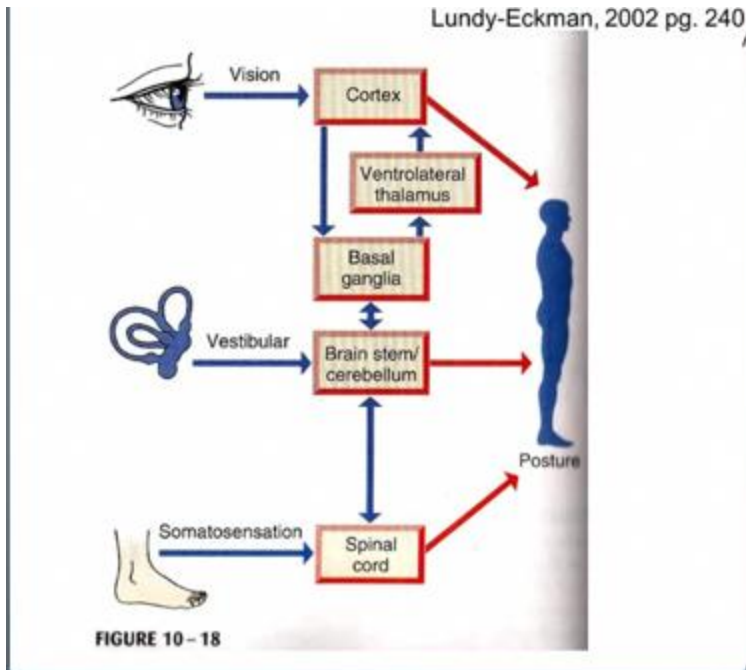 Lundy-Eckman, 2002 pg. 240
Vision
Cortex
Ventrolateral
thalamus
Basal
ganglia
Vestibular
Brain stem/
cerebellum
Posture
Somatosensation
Spinal
cord
FIGURE 10–18